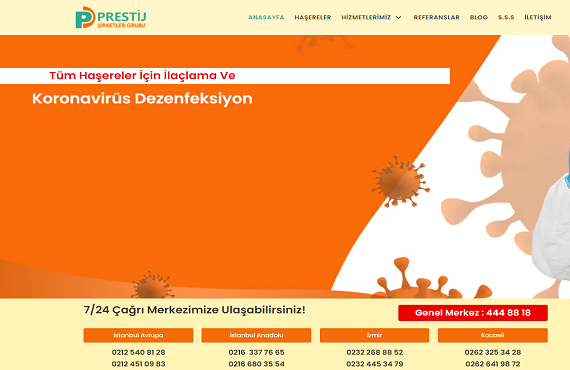 PRESTİJ
ŞİRKETLER GRUBU
ANASAYFA HAŞERELER HİZMETLERİMİZ REFERANSLAR BLOG S.S.S İLETİŞİM
Tüm Haşereler İçin İlaçlama Ve
Koronavirüs Dezenfeksiyon
7/24 Çağrı Merkezimize Ulaşabilirsiniz!
Genel Merkez : 444 88 18
İstanbul Avrupa İstanbul Anadolu İzmir Kocaeli
0212 540 81 28 0216 337 76 65 0232 268 88 52 0262 325 34 28
0212 451 09 83 0216 680 35 54 0232 445 34 79 0262 641 98 72